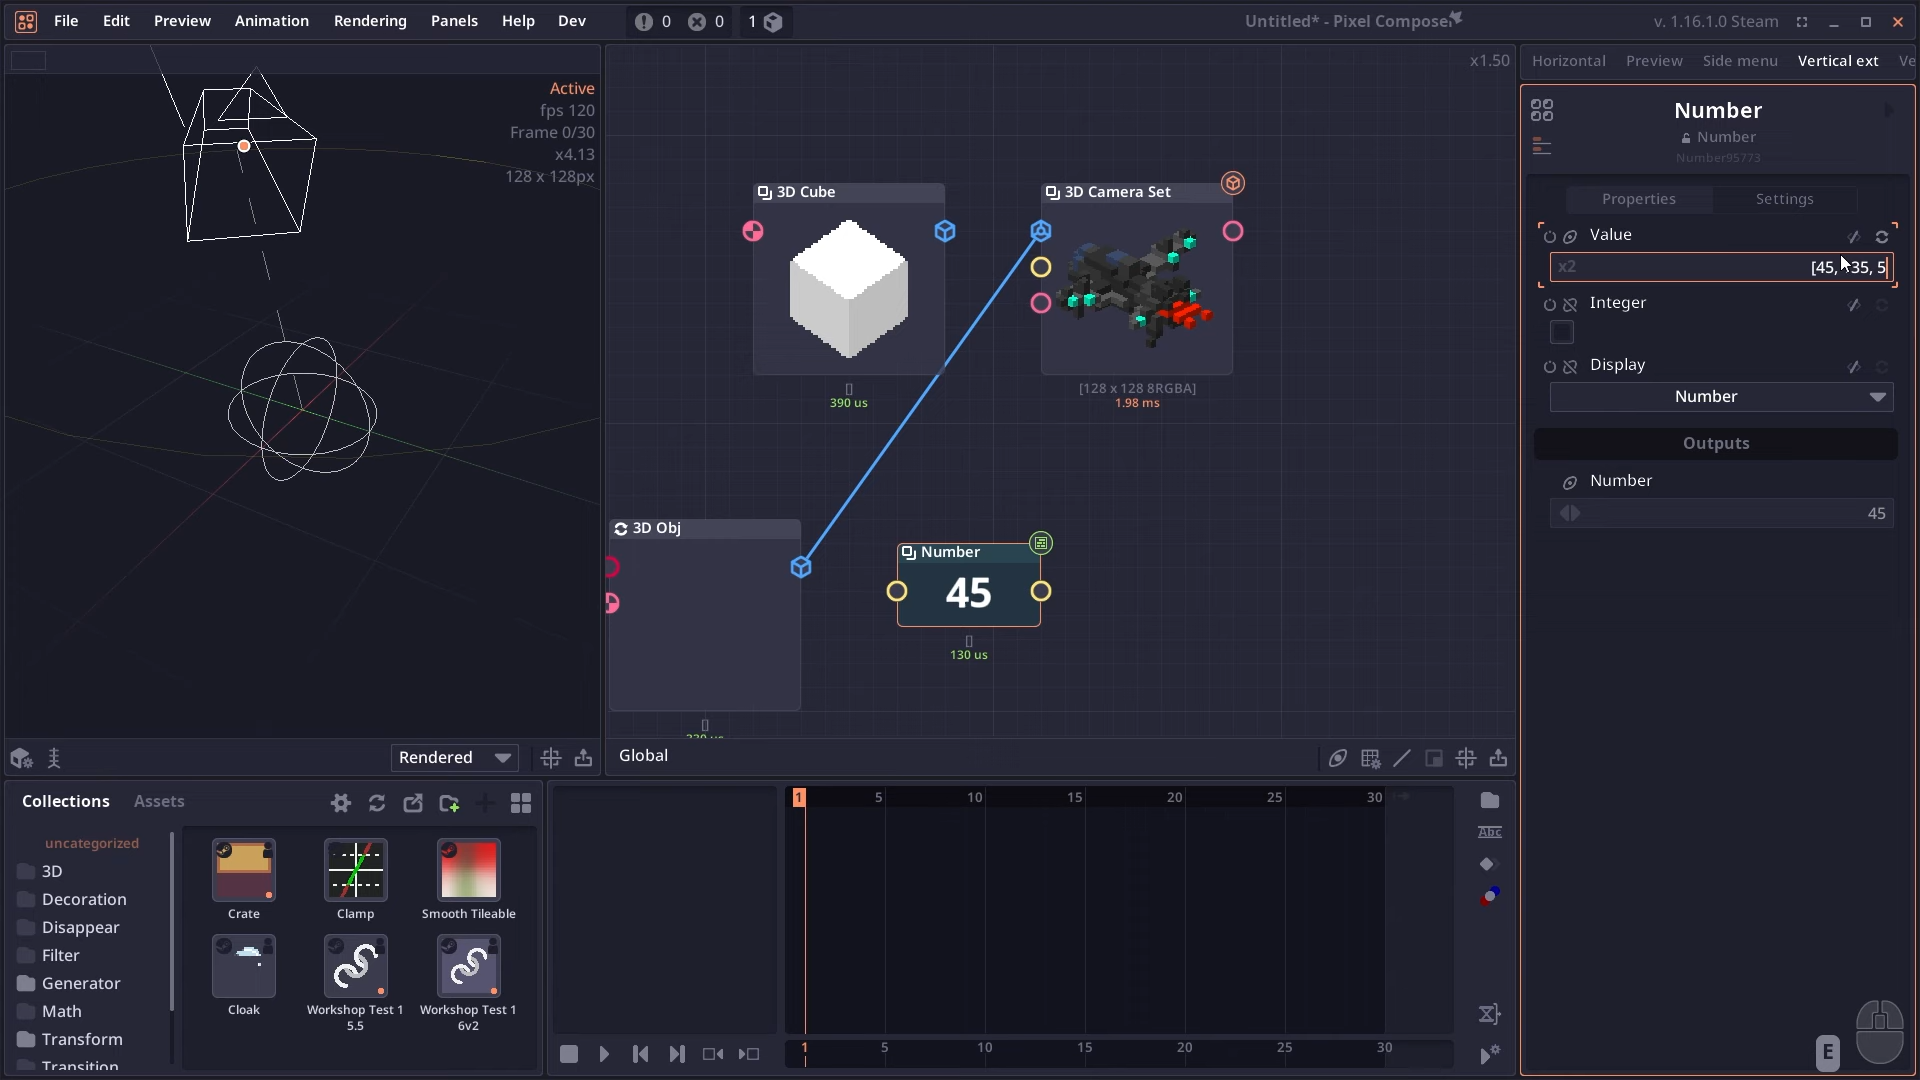 File Edit Preview Animation Rendering Panels Help Dev 0 0 1 Untitled* - Pixel Composer v. 1.16.1.0 Steam
Active
fps 120
Frame 0/30
x4.13
128 x 128px
x1.50
3D Cube
[]
390 us
3D Camera Set
[128 x 128 8RGBA]
1.98 ms
3D Obj
[]
Number
45
[]
130 us
Rendered
Global
Horizontal Preview Side menu Vertical ext Ve
Number
Number
Number95773
Properties Settings
Value
x2 [45, 35, 5
Integer
Display
Number
Outputs
Number
45
Collections Assets
uncategorized
3D
Decoration
Disappear
Filter
Generator
Math
Transform
Transition
Crate
Clamp
Smooth Tileable
Cloak
Workshop Test 1
5.5
Workshop Test 1
6v2
1 5 10 15 20 25 30
Abc
1 5 10 15 20 25 30
E